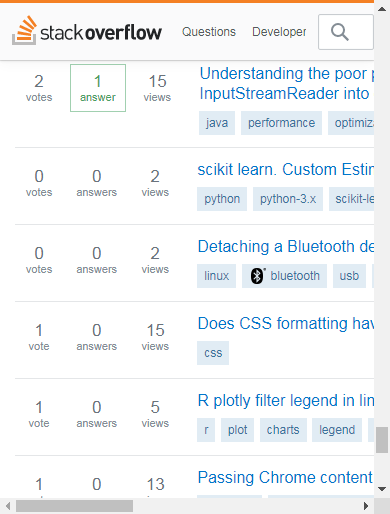 stackoverflow Questions Developer
2 1 15 Understanding the poor
votes answer views InputStreamReader into
java performance optimiz
0 0 2 scikit learn. Custom Estin
votes answers views python python-3.x scikit-le
0 0 2 Detaching a Bluetooth de
votes answers views linux bluetooth usb
1 0 15 Does CSS formatting hav
vote answers views css
1 0 5 R plotly filter legend in lin
vote answers views r plot charts legend
1 0 13 Passing Chrome content